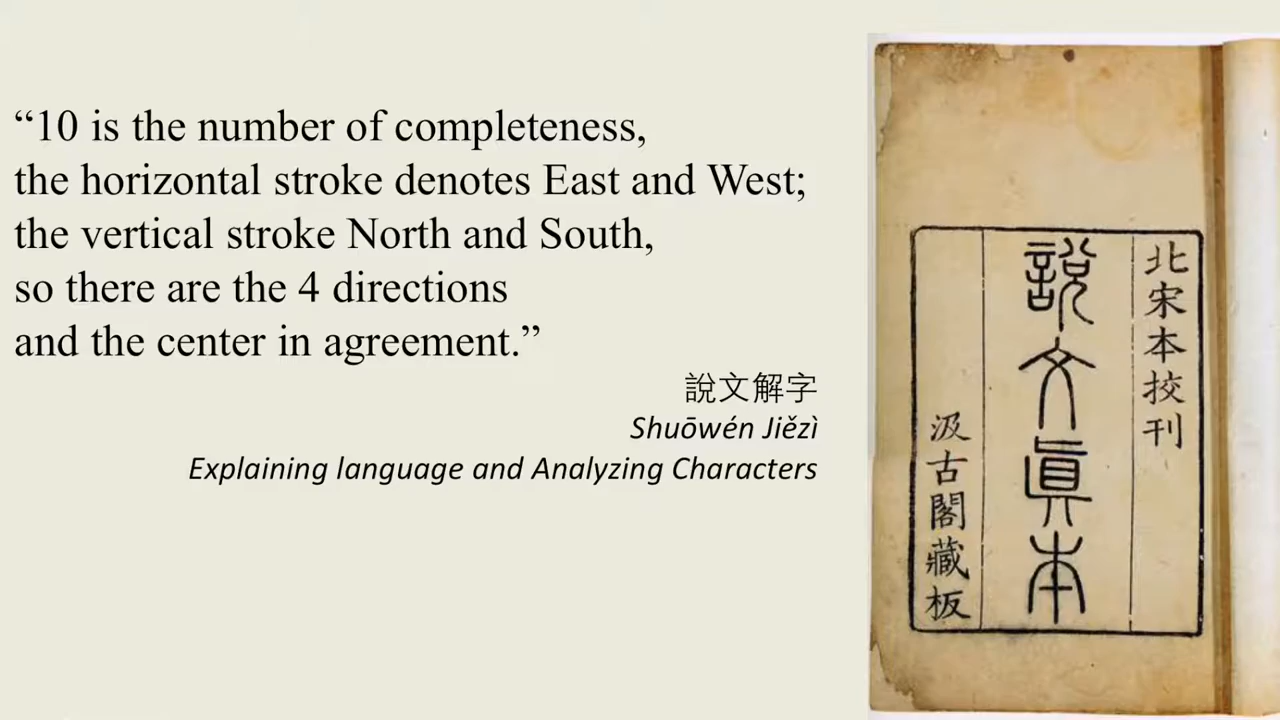 “10 is the number of completeness,
the horizontal stroke denotes East and West;
the vertical stroke North and South,
so there are the 4 directions
and the center in agreement.”
說文解字
Shuōwén Jiězì
Explaining language and Analyzing Characters
北宋本挍刊
說文眞本
汲古閣藏板